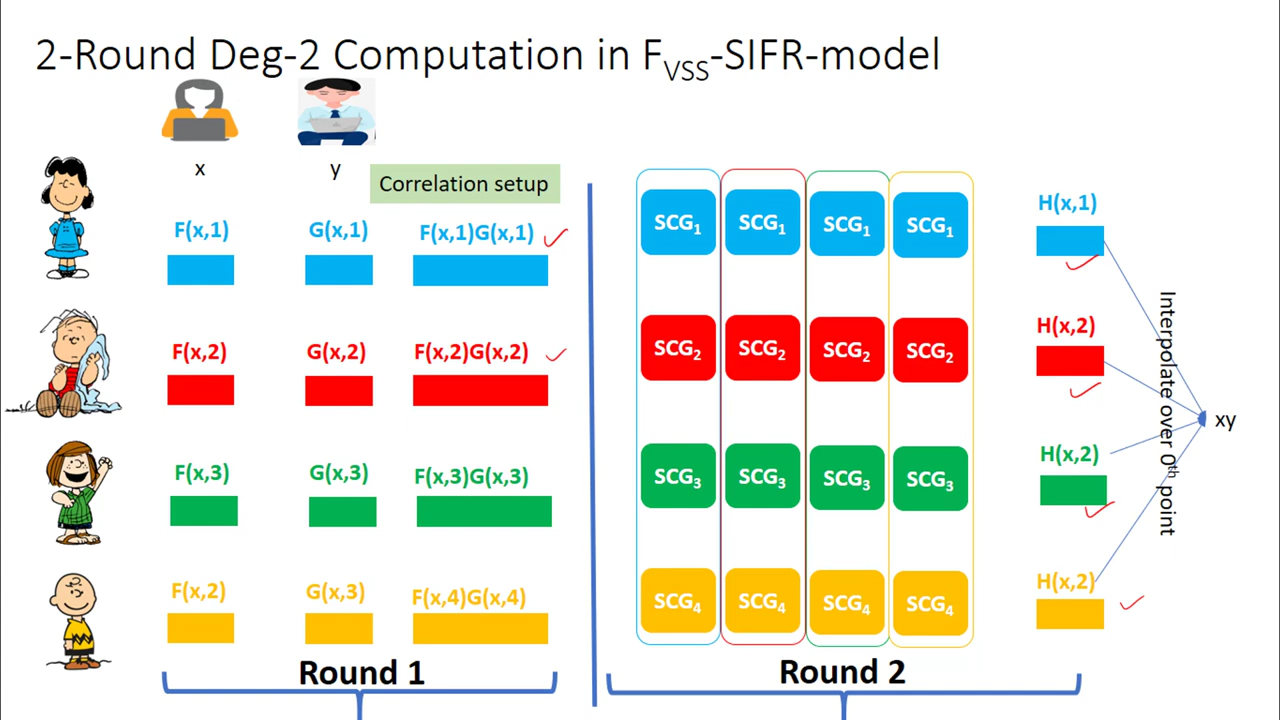 2-Round Deg-2 Computation in F_VSS-SIFR-model
x y
Correlation setup
F(x,1) G(x,1) F(x,1)G(x,1)
F(x,2) G(x,2) F(x,2)G(x,2)
F(x,3) G(x,3) F(x,3)G(x,3)
F(x,2) G(x,3) F(x,4)G(x,4)
Round 1
SCG₁ SCG₁ SCG₁ SCG₁
SCG₂ SCG₂ SCG₂ SCG₂
SCG₃ SCG₃ SCG₃ SCG₃
SCG₄ SCG₄ SCG₄ SCG₄
Round 2
H(x,1)
H(x,2)
H(x,2)
H(x,2)
Interpolate over 0th point
xy